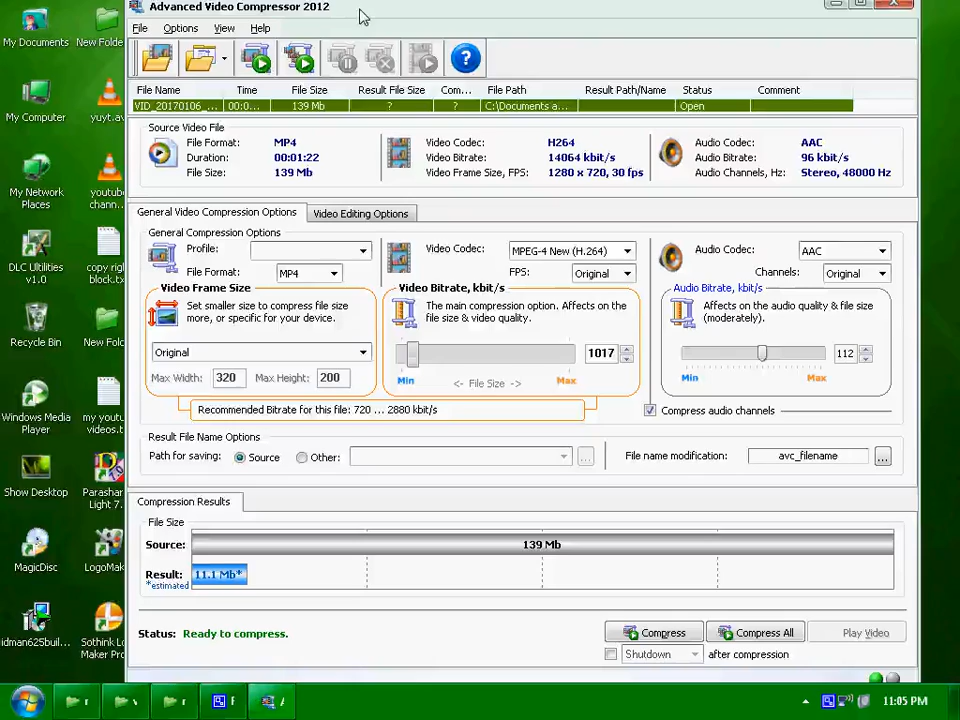 Advanced Video Compressor 2012
File Options View Help
File Name Time File Size Result File Size Com... File Path Result Path/Name Status Comment
VID_20170106_... 00:0... 139 Mb ? ? C:\Documents a... Open
Source Video File
File Format: MP4 Video Codec: H264 Audio Codec: AAC
Duration: 00:01:22 Video Bitrate: 14064 kbit/s Audio Bitrate: 96 kbit/s
File Size: 139 Mb Video Frame Size, FPS: 1280 x 720, 30 fps Audio Channels, Hz: Stereo, 48000 Hz
General Video Compression Options Video Editing Options
General Compression Options
Profile: Video Codec: MPEG-4 New (H.264) Audio Codec: AAC
File Format: MP4 FPS: Original Channels: Original
Video Frame Size Video Bitrate, kbit/s Audio Bitrate, kbit/s
Set smaller size to compress file size The main compression option. Affects on Affects on the audio quality & file size
more, or specific for your device. the file size & video quality. (moderately).
Original 1017 112
Max Width: 320 Max Height: 200 Min <- File Size -> Max Min Max
Recommended Bitrate for this file: 720 ... 2880 kbit/s Compress audio channels
Result File Name Options
Path for saving: Source Other: ... File name modification: avc_filename ...
Compression Results
File Size
Source: 139 Mb
Result: 11.1 Mb*
*estimated
Status: Ready to compress. Compress Compress All Play Video
Shutdown after compression
My Documents
New Folde
My Computer
yuyt.av
My Network
Places
youtub
chann.
DLC Utilities
v1.0
copy righ
block.tx
Recycle Bin
New Fold
Windows Media
Player
my youtu
videos.t
Show Desktop
Parashar
Light 7.
MagicDisc
LogoMak
idman625buil...
Sothink Lo
Maker Pro
11:05 PM